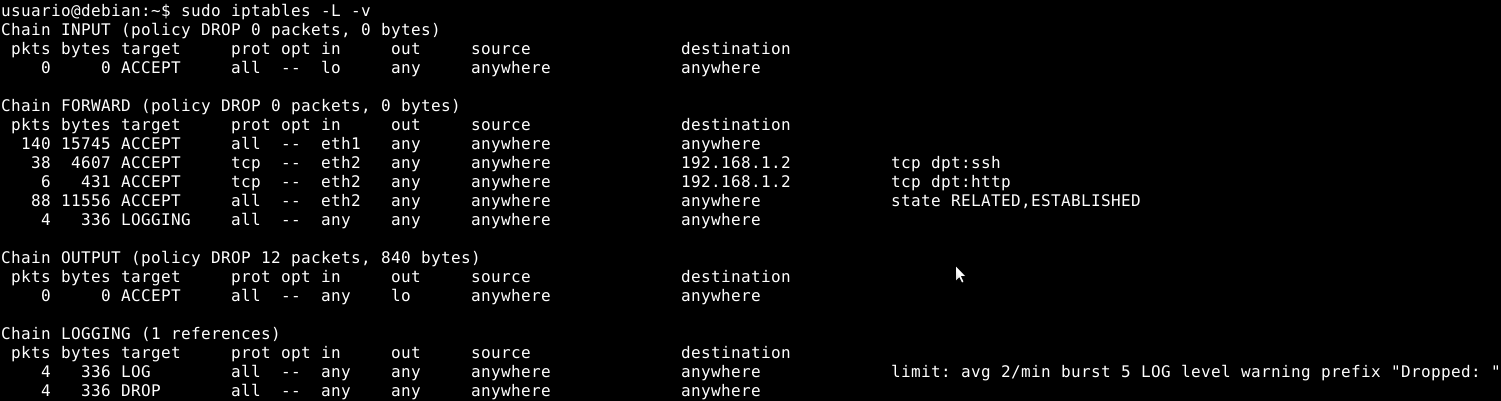 usuario@debian:~$ sudo iptables -L -v
Chain INPUT (policy DROP 0 packets, 0 bytes)
 pkts bytes target     prot opt in     out     source               destination
    0     0 ACCEPT     all  --  lo     any     anywhere             anywhere

Chain FORWARD (policy DROP 0 packets, 0 bytes)
 pkts bytes target     prot opt in     out     source               destination
  140 15745 ACCEPT     all  --  eth1   any     anywhere             anywhere
   38  4607 ACCEPT     tcp  --  eth2   any     anywhere             192.168.1.2          tcp dpt:ssh
    6   431 ACCEPT     tcp  --  eth2   any     anywhere             192.168.1.2          tcp dpt:http
   88 11556 ACCEPT     all  --  eth2   any     anywhere             anywhere             state RELATED,ESTABLISHED
    4   336 LOGGING    all  --  any    any     anywhere             anywhere

Chain OUTPUT (policy DROP 12 packets, 840 bytes)
 pkts bytes target     prot opt in     out     source               destination
    0     0 ACCEPT     all  --  any    lo      anywhere             anywhere

Chain LOGGING (1 references)
 pkts bytes target     prot opt in     out     source               destination
    4   336 LOG        all  --  any    any     anywhere             anywhere             limit: avg 2/min burst 5 LOG level warning prefix "Dropped: "
    4   336 DROP       all  --  any    any     anywhere             anywhere